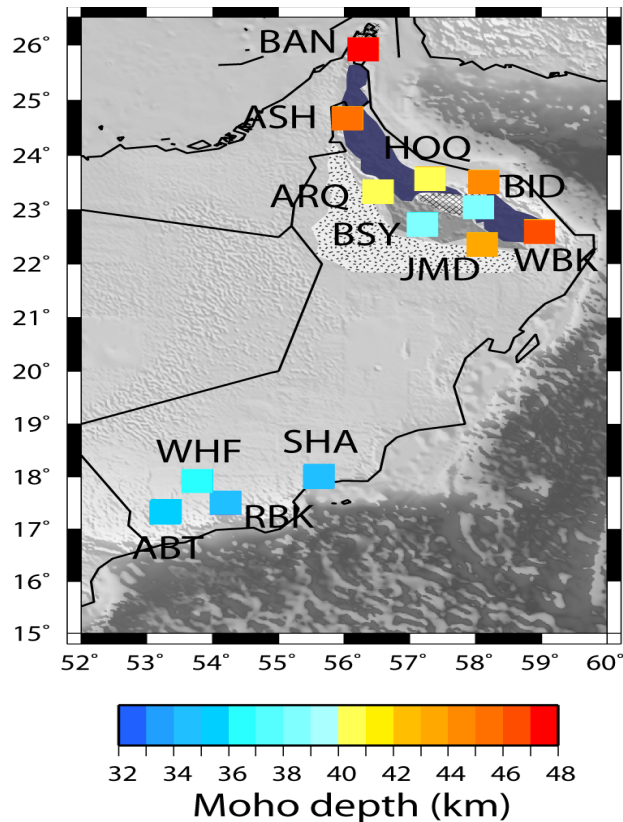 26°
25°
24°
23°
22°
21°
20°
19°
18°
17°
16°
15°
BAN
ASH
HOQ
ARQ
BID
BSY
WBK
JMD
SHA
WHF
RBK
ABT
52° 53° 54° 55° 56° 57° 58° 59° 60°
32 34 36 38 40 42 44 46 48
Moho depth (km)